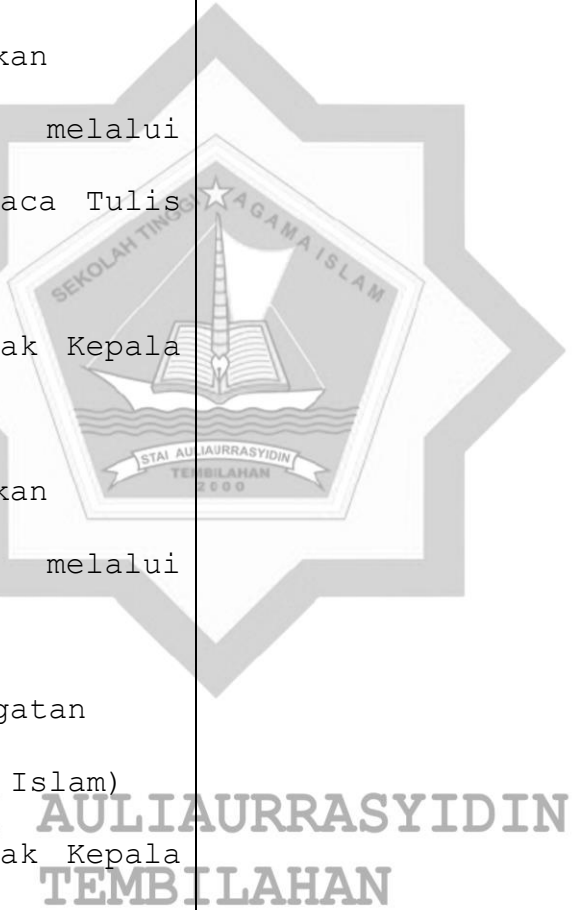 kan
melalui
aca Tulis
ak Kepala
kan
melalui
gatan
Islam)
ak Kepala
SEKOLAH TINGGI AGAMA ISLAM
STAI AULIAURRASYIDIN
TEMBILAHAN
2000
AULIAURRASYIDIN
TEMBILAHAN